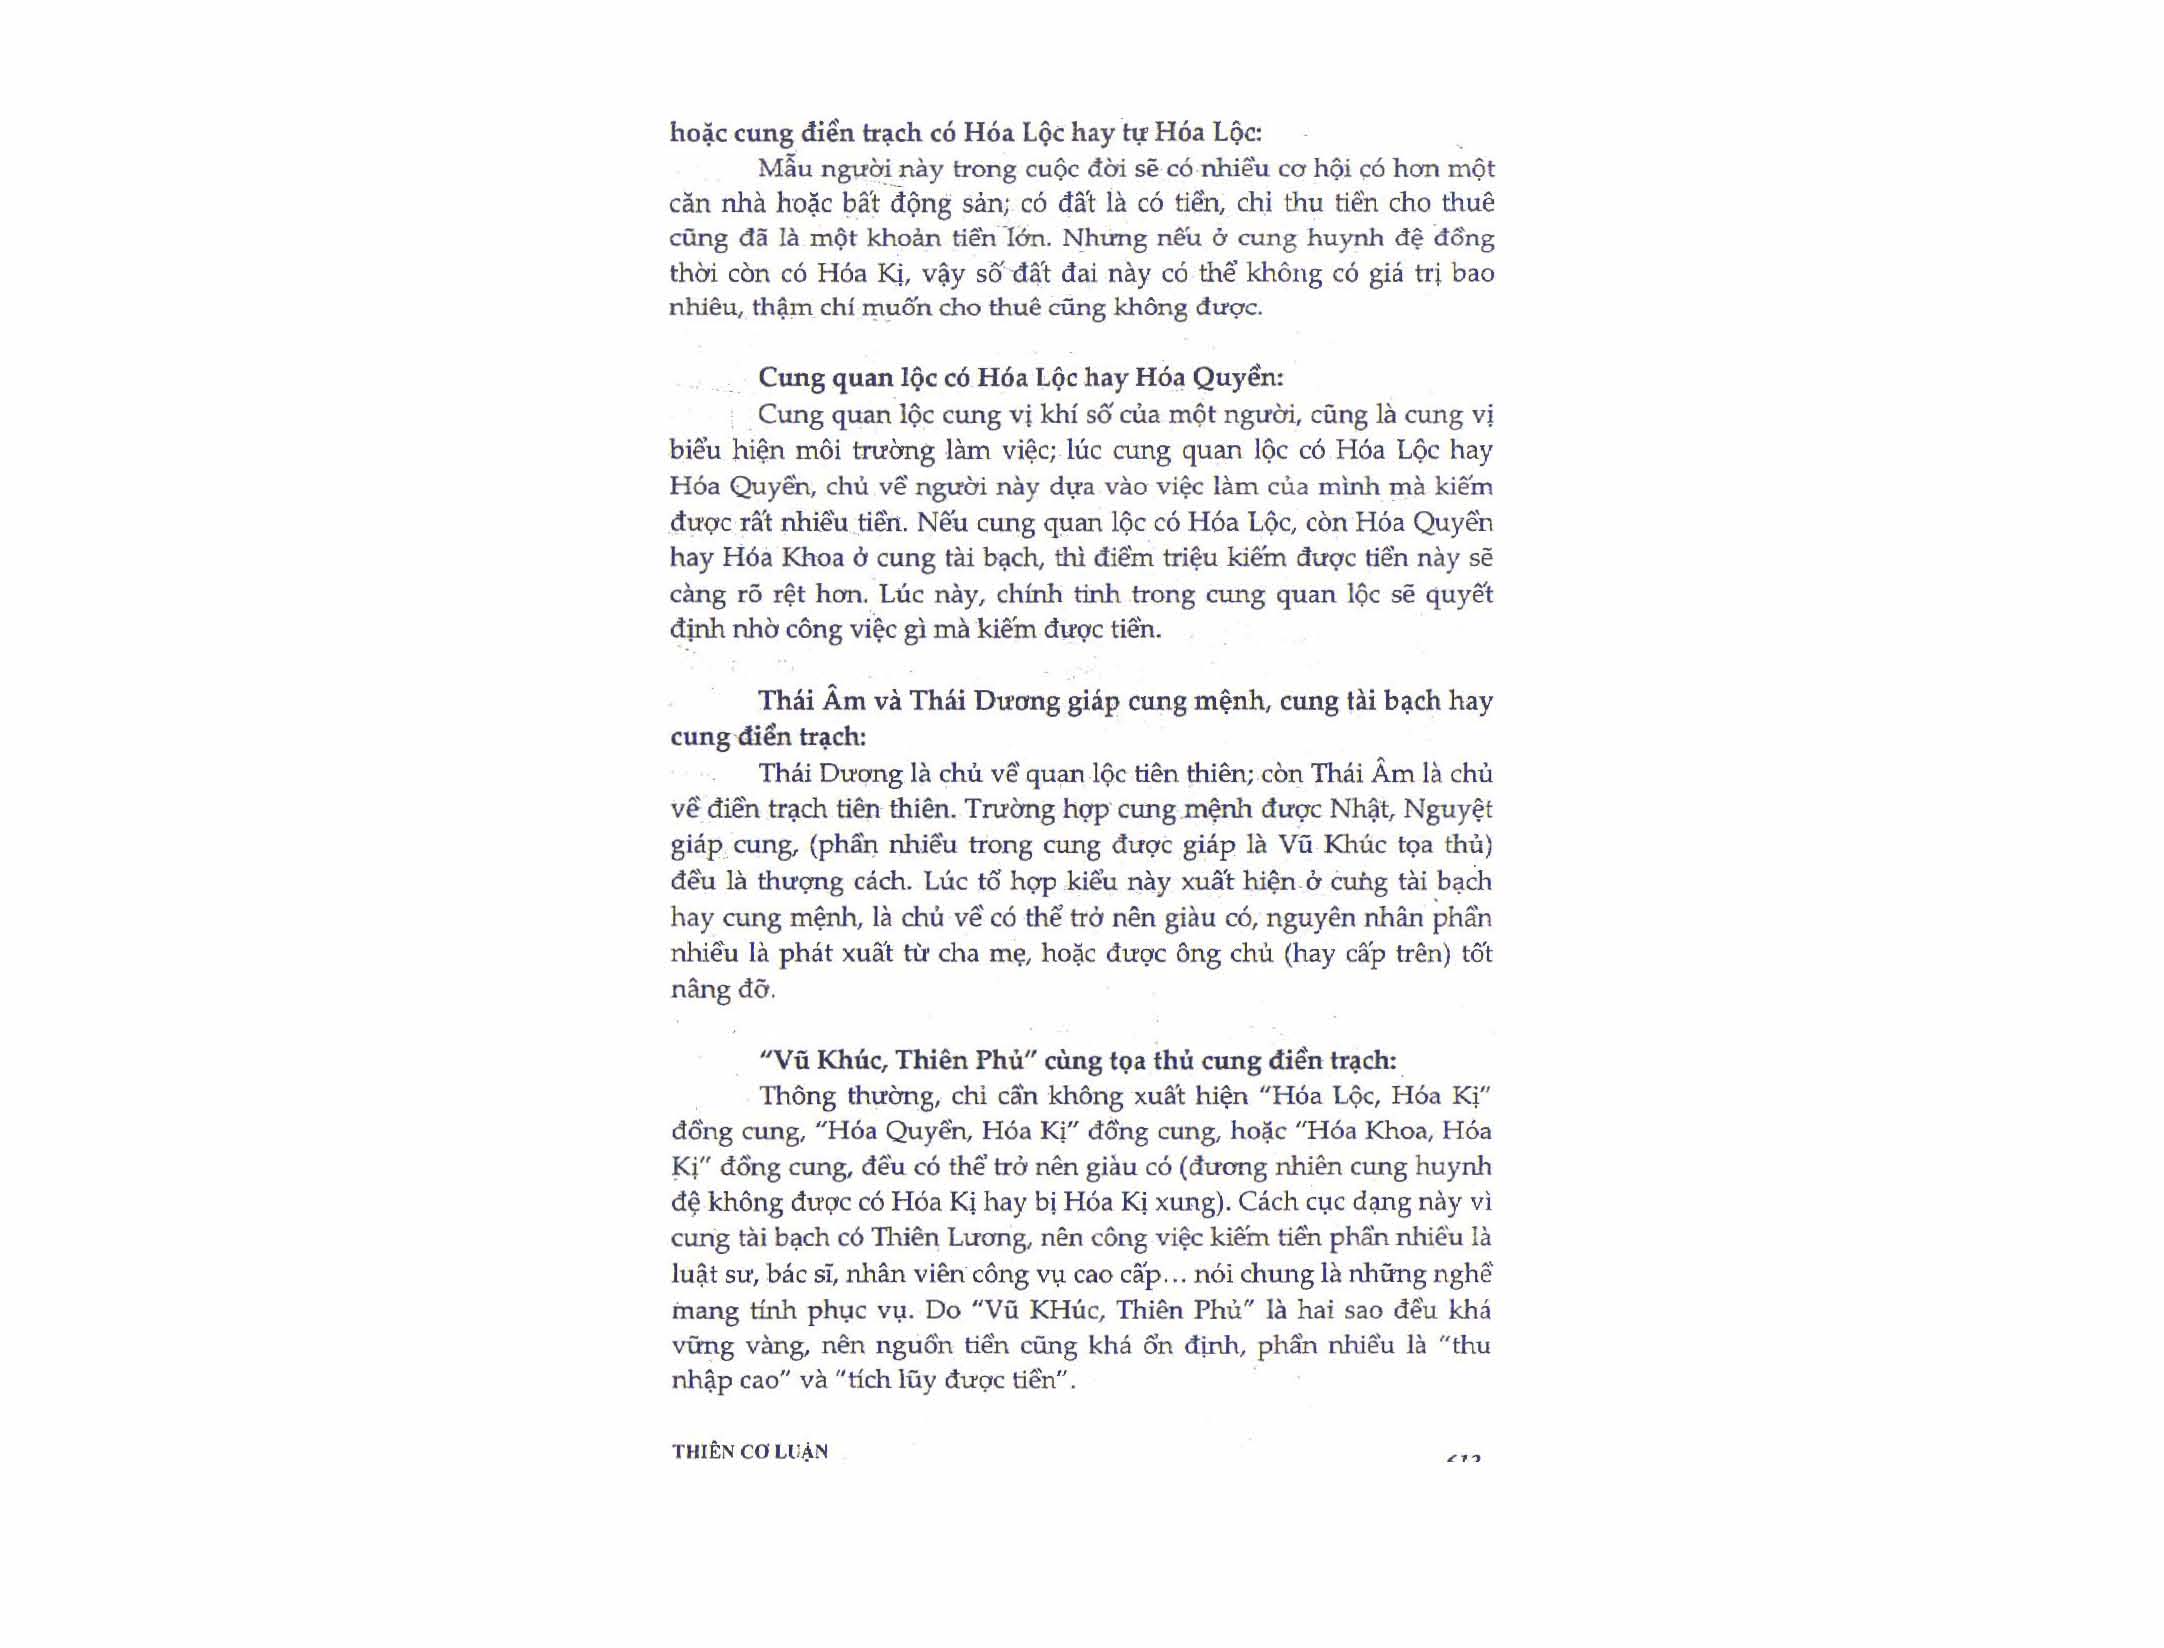 hoặc cung điền trạch có Hóa Lộc hay tự Hóa Lộc:
Mẫu người này trong cuộc đời sẽ có nhiều cơ hội có hơn một
căn nhà hoặc bất động sản; có đất là có tiền, chỉ thu tiền cho thuê
cũng đã là một khoản tiền lớn. Nhưng nếu ở cung huynh đệ đồng
thời còn có Hóa Kị, vậy số đất đai này có thể không có giá trị bao
nhiêu, thậm chí muốn cho thuê cũng không được.
Cung quan lộc có Hóa Lộc hay Hóa Quyền:
Cung quan lộc cung vị khí số của một người, cũng là cung vị
biểu hiện môi trường làm việc; lúc cung quan lộc có Hóa Lộc hay
Hóa Quyền, chủ về người này dựa vào việc làm của mình mà kiếm
được rất nhiều tiền. Nếu cung quan lộc có Hóa Lộc, còn Hóa Quyền
hay Hóa Khoa ở cung tài bạch, thì điềm triệu kiếm được tiền này sẽ
càng rõ rệt hơn. Lúc này, chính tinh trong cung quan lộc sẽ quyết
định nhờ công việc gì mà kiếm được tiền.
Thái Âm và Thái Dương giáp cung mệnh, cung tài bạch hay
cung điền trạch:
Thái Dương là chủ về quan lộc tiên thiên; còn Thái Âm là chủ
về điền trạch tiên thiên. Trường hợp cung mệnh được Nhật, Nguyệt
giáp cung, (phần nhiều trong cung được giáp là Vũ Khúc tọa thủ)
đều là thượng cách. Lúc tổ hợp kiểu này xuất hiện ở cung tài bạch
hay cung mệnh, là chủ về có thể trở nên giàu có, nguyên nhân phần
nhiều là phát xuất từ cha mẹ, hoặc được ông chủ (hay cấp trên) tốt
nâng đỡ.
"Vũ Khúc, Thiên Phủ" cùng tọa thủ cung điền trạch:
Thông thường, chỉ cần không xuất hiện "Hóa Lộc, Hóa Kị"
đồng cung, "Hóa Quyền, Hóa Kị" đồng cung, hoặc "Hóa Khoa, Hóa
Kị" đồng cung, đều có thể trở nên giàu có (đương nhiên cung huynh
đệ không được có Hóa Kị hay bị Hóa Kị xung). Cách cục dạng này vì
cung tài bạch có Thiên Lương, nên công việc kiếm tiền phần nhiều là
luật sư, bác sĩ, nhân viên công vụ cao cấp... nói chung là những nghề
mang tính phục vụ. Do "Vũ KHúc, Thiên Phủ" là hai sao đều khá
vững vàng, nên nguồn tiền cũng khá ổn định, phần nhiều là "thu
nhập cao" và "tích lũy được tiền".
THIÊN CƠ LUẬN